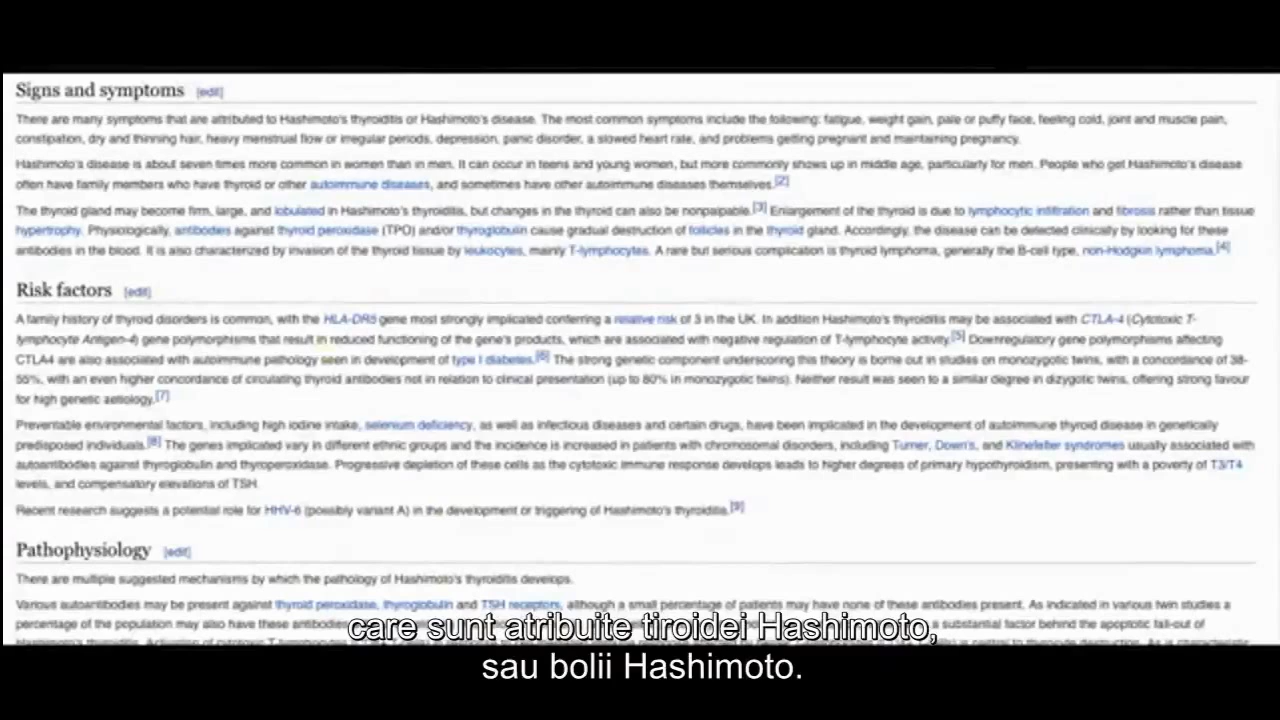 Signs and symptoms [edit]
There are many symptoms that are attributed to Hashimoto's thyroiditis or Hashimoto's disease. The most common symptoms include the following: fatigue, weight gain, pale or puffy face, feeling cold, joint and muscle pain,
constipation, dry and thinning hair, heavy menstrual flow or irregular periods, depression, panic disorder, a slowed heart rate, and problems getting pregnant and maintaining pregnancy.
Hashimoto's disease is about seven times more common in women than in men. It can occur in teens and young women, but more commonly shows up in middle age, particularly for men. People who get Hashimoto's disease
often have family members who have thyroid or other autoimmune diseases, and sometimes have other autoimmune diseases themselves.[2]
The thyroid gland may become firm, large, and lobulated in Hashimoto's thyroiditis, but changes in the thyroid can also be nonpalpable.[3] Enlargement of the thyroid is due to lymphocytic infiltration and fibrosis rather than tissue
hypertrophy. Physiologically, antibodies against thyroid peroxidase (TPO) and/or thyroglobulin cause gradual destruction of follicles in the thyroid gland. Accordingly, the disease can be detected clinically by looking for these
antibodies in the blood. It is also characterized by invasion of the thyroid tissue by leukocytes, mainly T-lymphocytes. A rare but serious complication is thyroid lymphoma, generally the B-cell type, non-Hodgkin lymphoma.[4]
Risk factors [edit]
A family history of thyroid disorders is common, with the HLA-DR5 gene most strongly implicated conferring a relative risk of 3 in the UK. In addition Hashimoto's thyroiditis may be associated with CTLA-4 (Cytotoxic T-
lymphocyte Antigen-4) gene polymorphisms that result in reduced functioning of the gene's products, which are associated with negative regulation of T-lymphocyte activity.[5] Downregulatory gene polymorphisms affecting
CTLA4 are also associated with autoimmune pathology seen in development of type I diabetes.[6] The strong genetic component underscoring this theory is borne out in studies on monozygotic twins, with a concordance of 38-
55%, with an even higher concordance of circulating thyroid antibodies not in relation to clinical presentation (up to 80% in monozygotic twins). Neither result was seen to a similar degree in dizygotic twins, offering strong favour
for high genetic aetiology.[7]
Preventable environmental factors, including high iodine intake, selenium deficiency, as well as infectious diseases and certain drugs, have been implicated in the development of autoimmune thyroid disease in genetically
predisposed individuals.[8] The genes implicated vary in different ethnic groups and the incidence is increased in patients with chromosomal disorders, including Turner, Down's, and Klinefelter syndromes usually associated with
autoantibodies against thyroglobulin and thyroperoxidase. Progressive depletion of these cells as the cytotoxic immune response develops leads to higher degrees of primary hypothyroidism, presenting with a poverty of T3/T4
levels, and compensatory elevations of TSH.
Recent research suggests a potential role for HHV-6 (possibly variant A) in the development or triggering of Hashimoto's thyroiditis.[9]
Pathophysiology [edit]
There are multiple suggested mechanisms by which the pathology of Hashimoto's thyroiditis develops.
Various autoantibodies may be present against thyroid peroxidase, thyroglobulin and TSH receptors, although a small percentage of patients may have none of these antibodies present. As indicated in various twin studies a
percentage of the population may also have these antibodies a substantial factor behind the apoptotic fall-out of
care sunt atribuite tiroidei Hashimoto,
sau bolii Hashimoto.